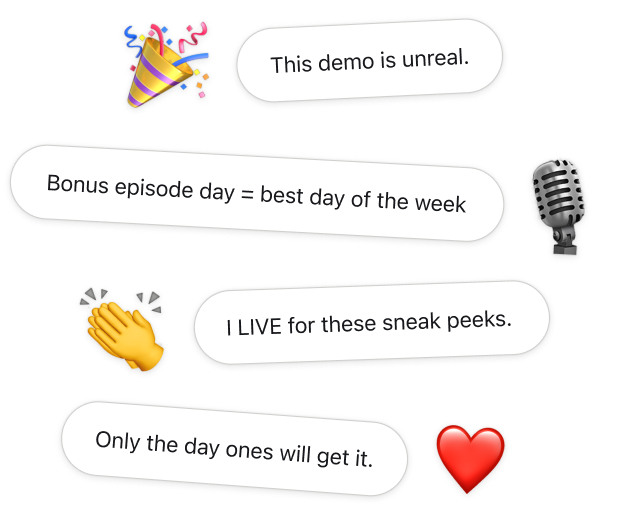 This demo is unreal.
Bonus episode day = best day of the week
I LIVE for these sneak peeks.
Only the day ones will get it.